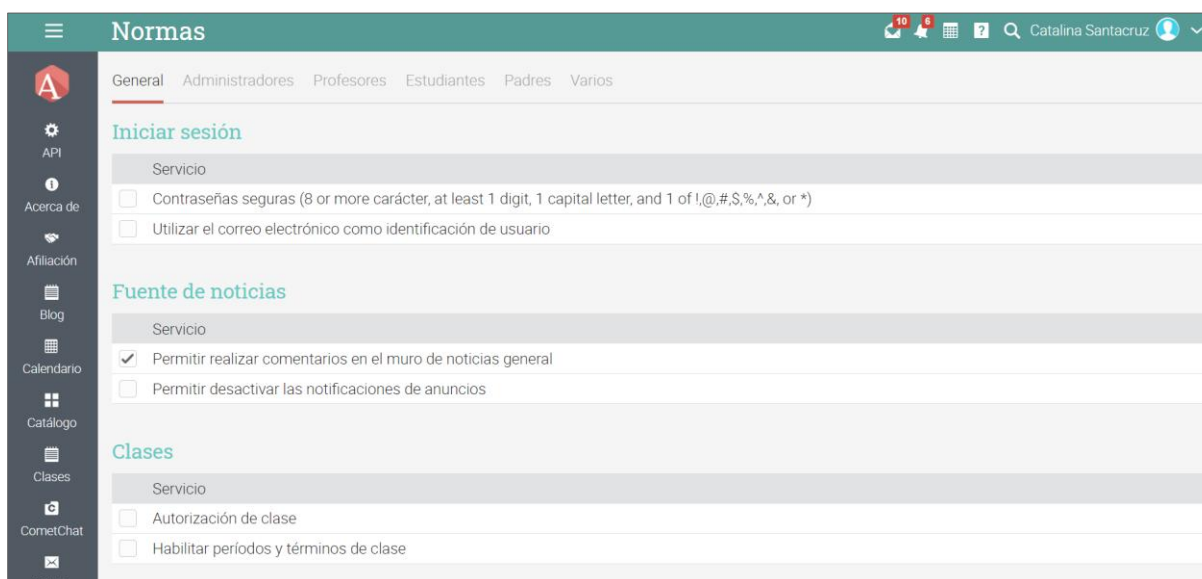 Normas
10
6
?
Catalina Santacruz
A
API
Acerca de
Afiliación
Blog
Calendario
Catálogo
Clases
CometChat
General Administradores Profesores Estudiantes Padres Varios
Iniciar sesión
Servicio
Contraseñas seguras (8 or more carácter, at least 1 digit, 1 capital letter, and 1 of !,@,#,$,%,^,&, or *)
Utilizar el correo electrónico como identificación de usuario
Fuente de noticias
Servicio
Permitir realizar comentarios en el muro de noticias general
Permitir desactivar las notificaciones de anuncios
Clases
Servicio
Autorización de clase
Habilitar períodos y términos de clase